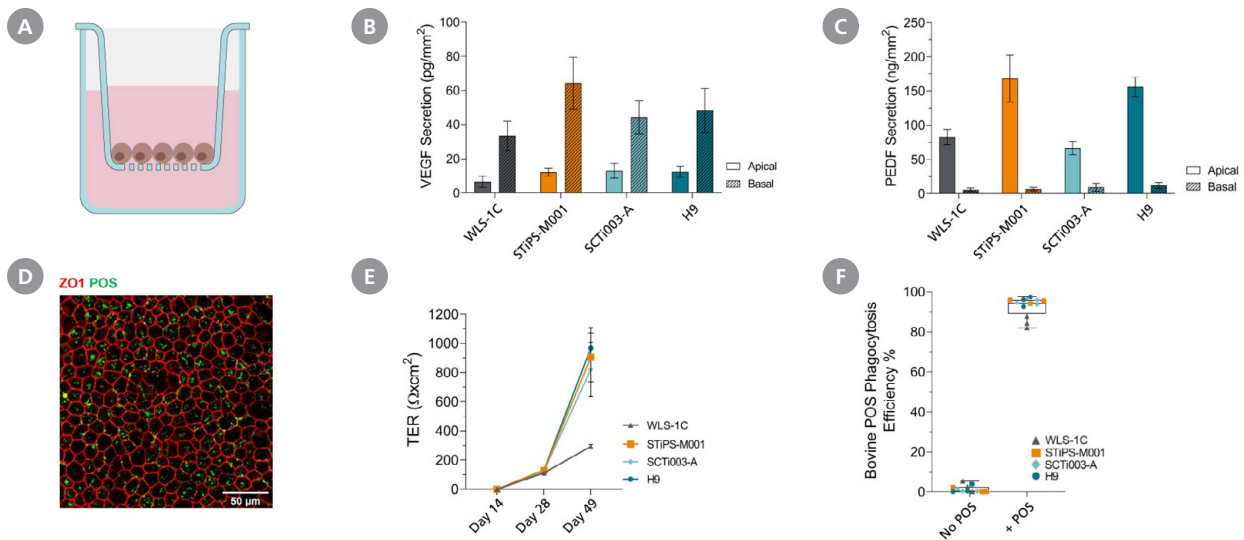 A
B
VEGF Secretion (pg/mm²)
100
80
60
40
20
0
WLS-1C
STiPS-M001
SCTi003-A
H9
Apical
Basal
C
PEDF Secretion (ng/mm²)
250
200
150
100
50
0
WLS-1C
STiPS-M001
SCTi003-A
H9
Apical
Basal
D
ZO1 POS
50 µm
E
TER (Ωxcm²)
1200
1000
800
600
400
200
0
Day 14
Day 28
Day 49
WLS-1C
STiPS-M001
SCTi003-A
H9
F
Bovine POS Phagocytosis
Efficiency %
100
80
60
40
20
0
No POS
+ POS
WLS-1C
STiPS-M001
SCTi003-A
H9